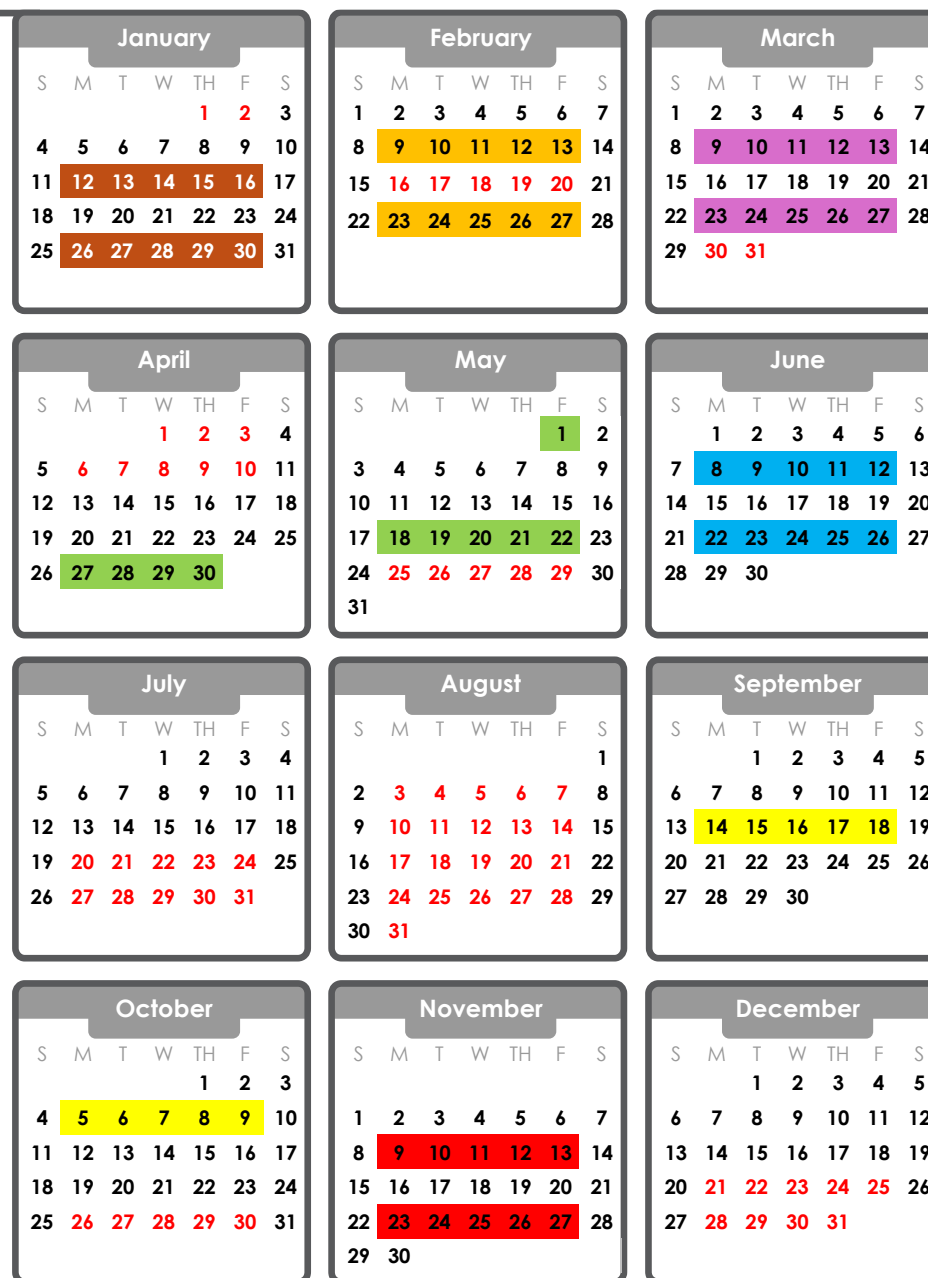 January
S M T W TH F S
1 2 3
4 5 6 7 8 9 10
11 12 13 14 15 16 17
18 19 20 21 22 23 24
25 26 27 28 29 30 31
February
S M T W TH F S
1 2 3 4 5 6 7
8 9 10 11 12 13 14
15 16 17 18 19 20 21
22 23 24 25 26 27 28
March
S M T W TH F S
1 2 3 4 5 6 7
8 9 10 11 12 13 14
15 16 17 18 19 20 21
22 23 24 25 26 27 28
29 30 31
April
S M T W TH F S
1 2 3 4
5 6 7 8 9 10 11
12 13 14 15 16 17 18
19 20 21 22 23 24 25
26 27 28 29 30
May
S M T W TH F S
1 2
3 4 5 6 7 8 9
10 11 12 13 14 15 16
17 18 19 20 21 22 23
24 25 26 27 28 29 30
31
June
S M T W TH F S
1 2 3 4 5 6
7 8 9 10 11 12 13
14 15 16 17 18 19 20
21 22 23 24 25 26 27
28 29 30
July
S M T W TH F S
1 2 3 4
5 6 7 8 9 10 11
12 13 14 15 16 17 18
19 20 21 22 23 24 25
26 27 28 29 30 31
August
S M T W TH F S
1
2 3 4 5 6 7 8
9 10 11 12 13 14 15
16 17 18 19 20 21 22
23 24 25 26 27 28 29
30 31
September
S M T W TH F S
1 2 3 4 5
6 7 8 9 10 11 12
13 14 15 16 17 18 19
20 21 22 23 24 25 26
27 28 29 30
October
S M T W TH F S
1 2 3
4 5 6 7 8 9 10
11 12 13 14 15 16 17
18 19 20 21 22 23 24
25 26 27 28 29 30 31
November
S M T W TH F S
1 2 3 4 5 6 7
8 9 10 11 12 13 14
15 16 17 18 19 20 21
22 23 24 25 26 27 28
29 30
December
S M T W TH F S
1 2 3 4 5
6 7 8 9 10 11 12
13 14 15 16 17 18 19
20 21 22 23 24 25 26
27 28 29 30 31